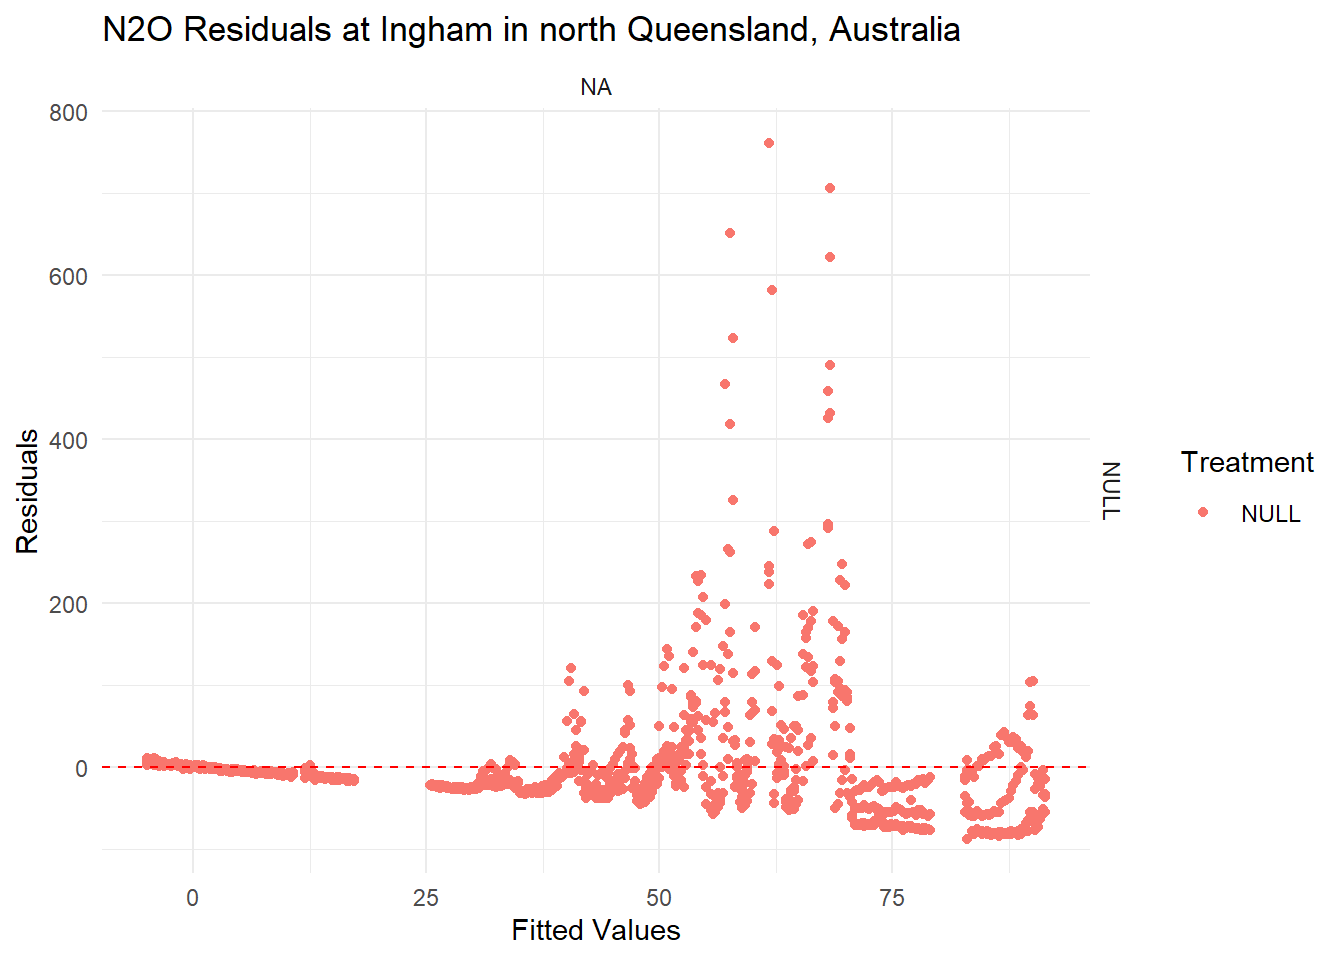 N2O Residuals at Ingham in north Queensland, Australia
NA
800
600
400
200
0
Residuals
NULL
Treatment
NULL
0
25
50
75
Fitted Values